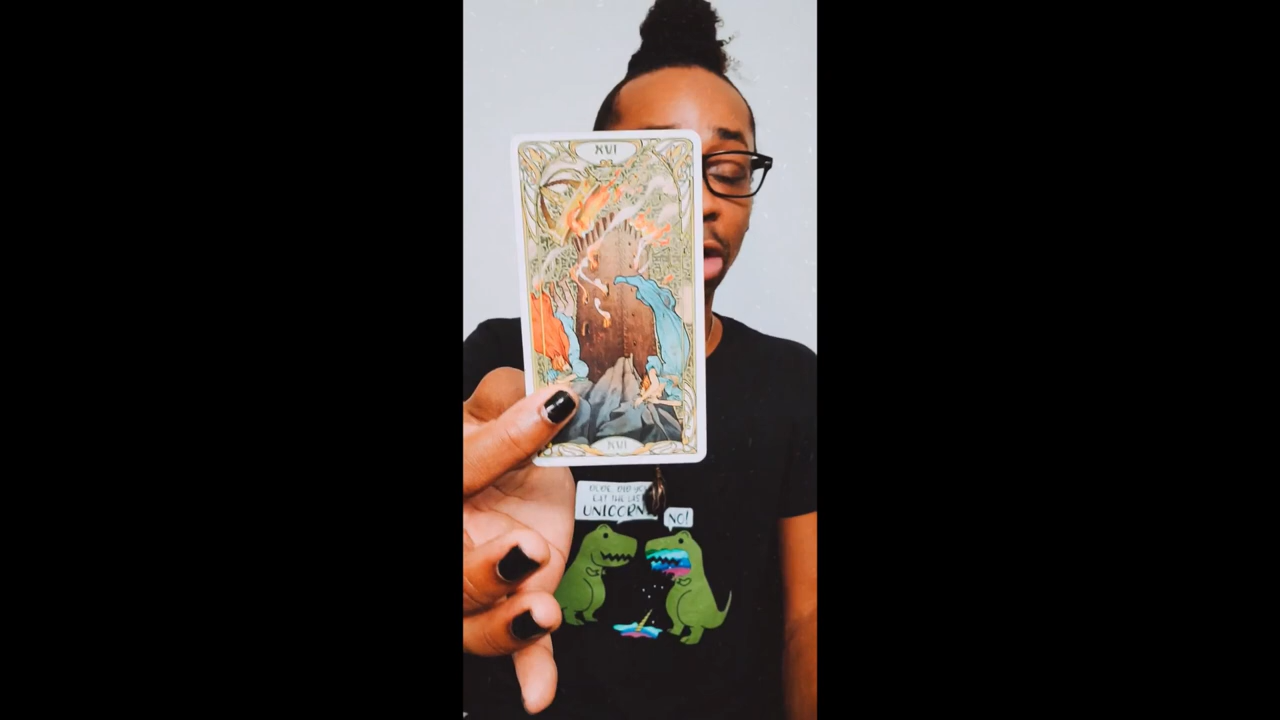 XVI
XVI
DUDE, DID YOU
EAT THE LAST
UNICORN
NO!